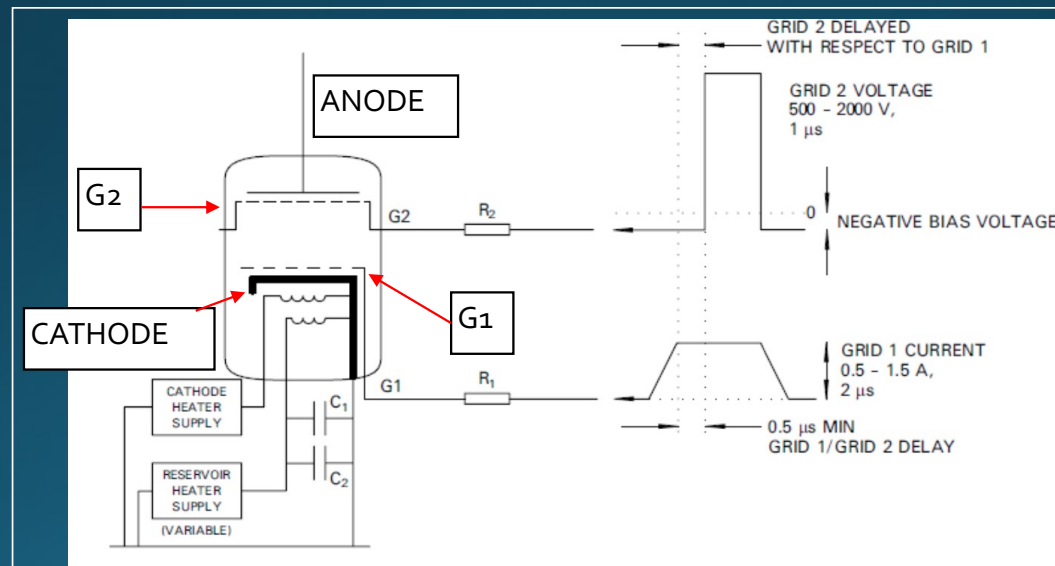 GRID 2 DELAYED
WITH RESPECT TO GRID 1
ANODE
GRID 2 VOLTAGE
500 – 2000 V,
1 μs
G2
G2
R2
0
NEGATIVE BIAS VOLTAGE
CATHODE
G1
G1
R1
GRID 1 CURRENT
0.5 – 1.5 A,
2 μs
CATHODE
HEATER
SUPPLY
C1
0.5 μs MIN
GRID 1/GRID 2 DELAY
RESERVOIR
HEATER
SUPPLY
C2
(VARIABLE)